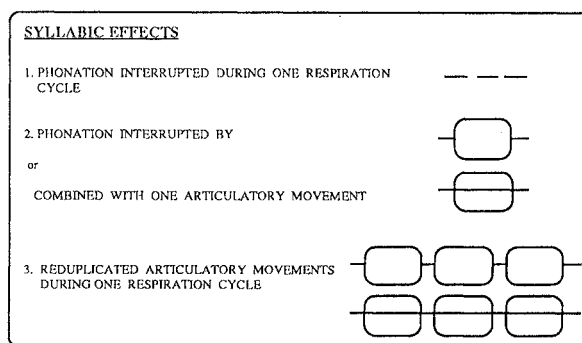 SYLLABIC EFFECTS
1. PHONATION INTERRUPTED DURING ONE RESPIRATION
CYCLE
2. PHONATION INTERRUPTED BY
or
COMBINED WITH ONE ARTICULATORY MOVEMENT
3. REDUPLICATED ARTICULATORY MOVEMENTS
DURING ONE RESPIRATION CYCLE